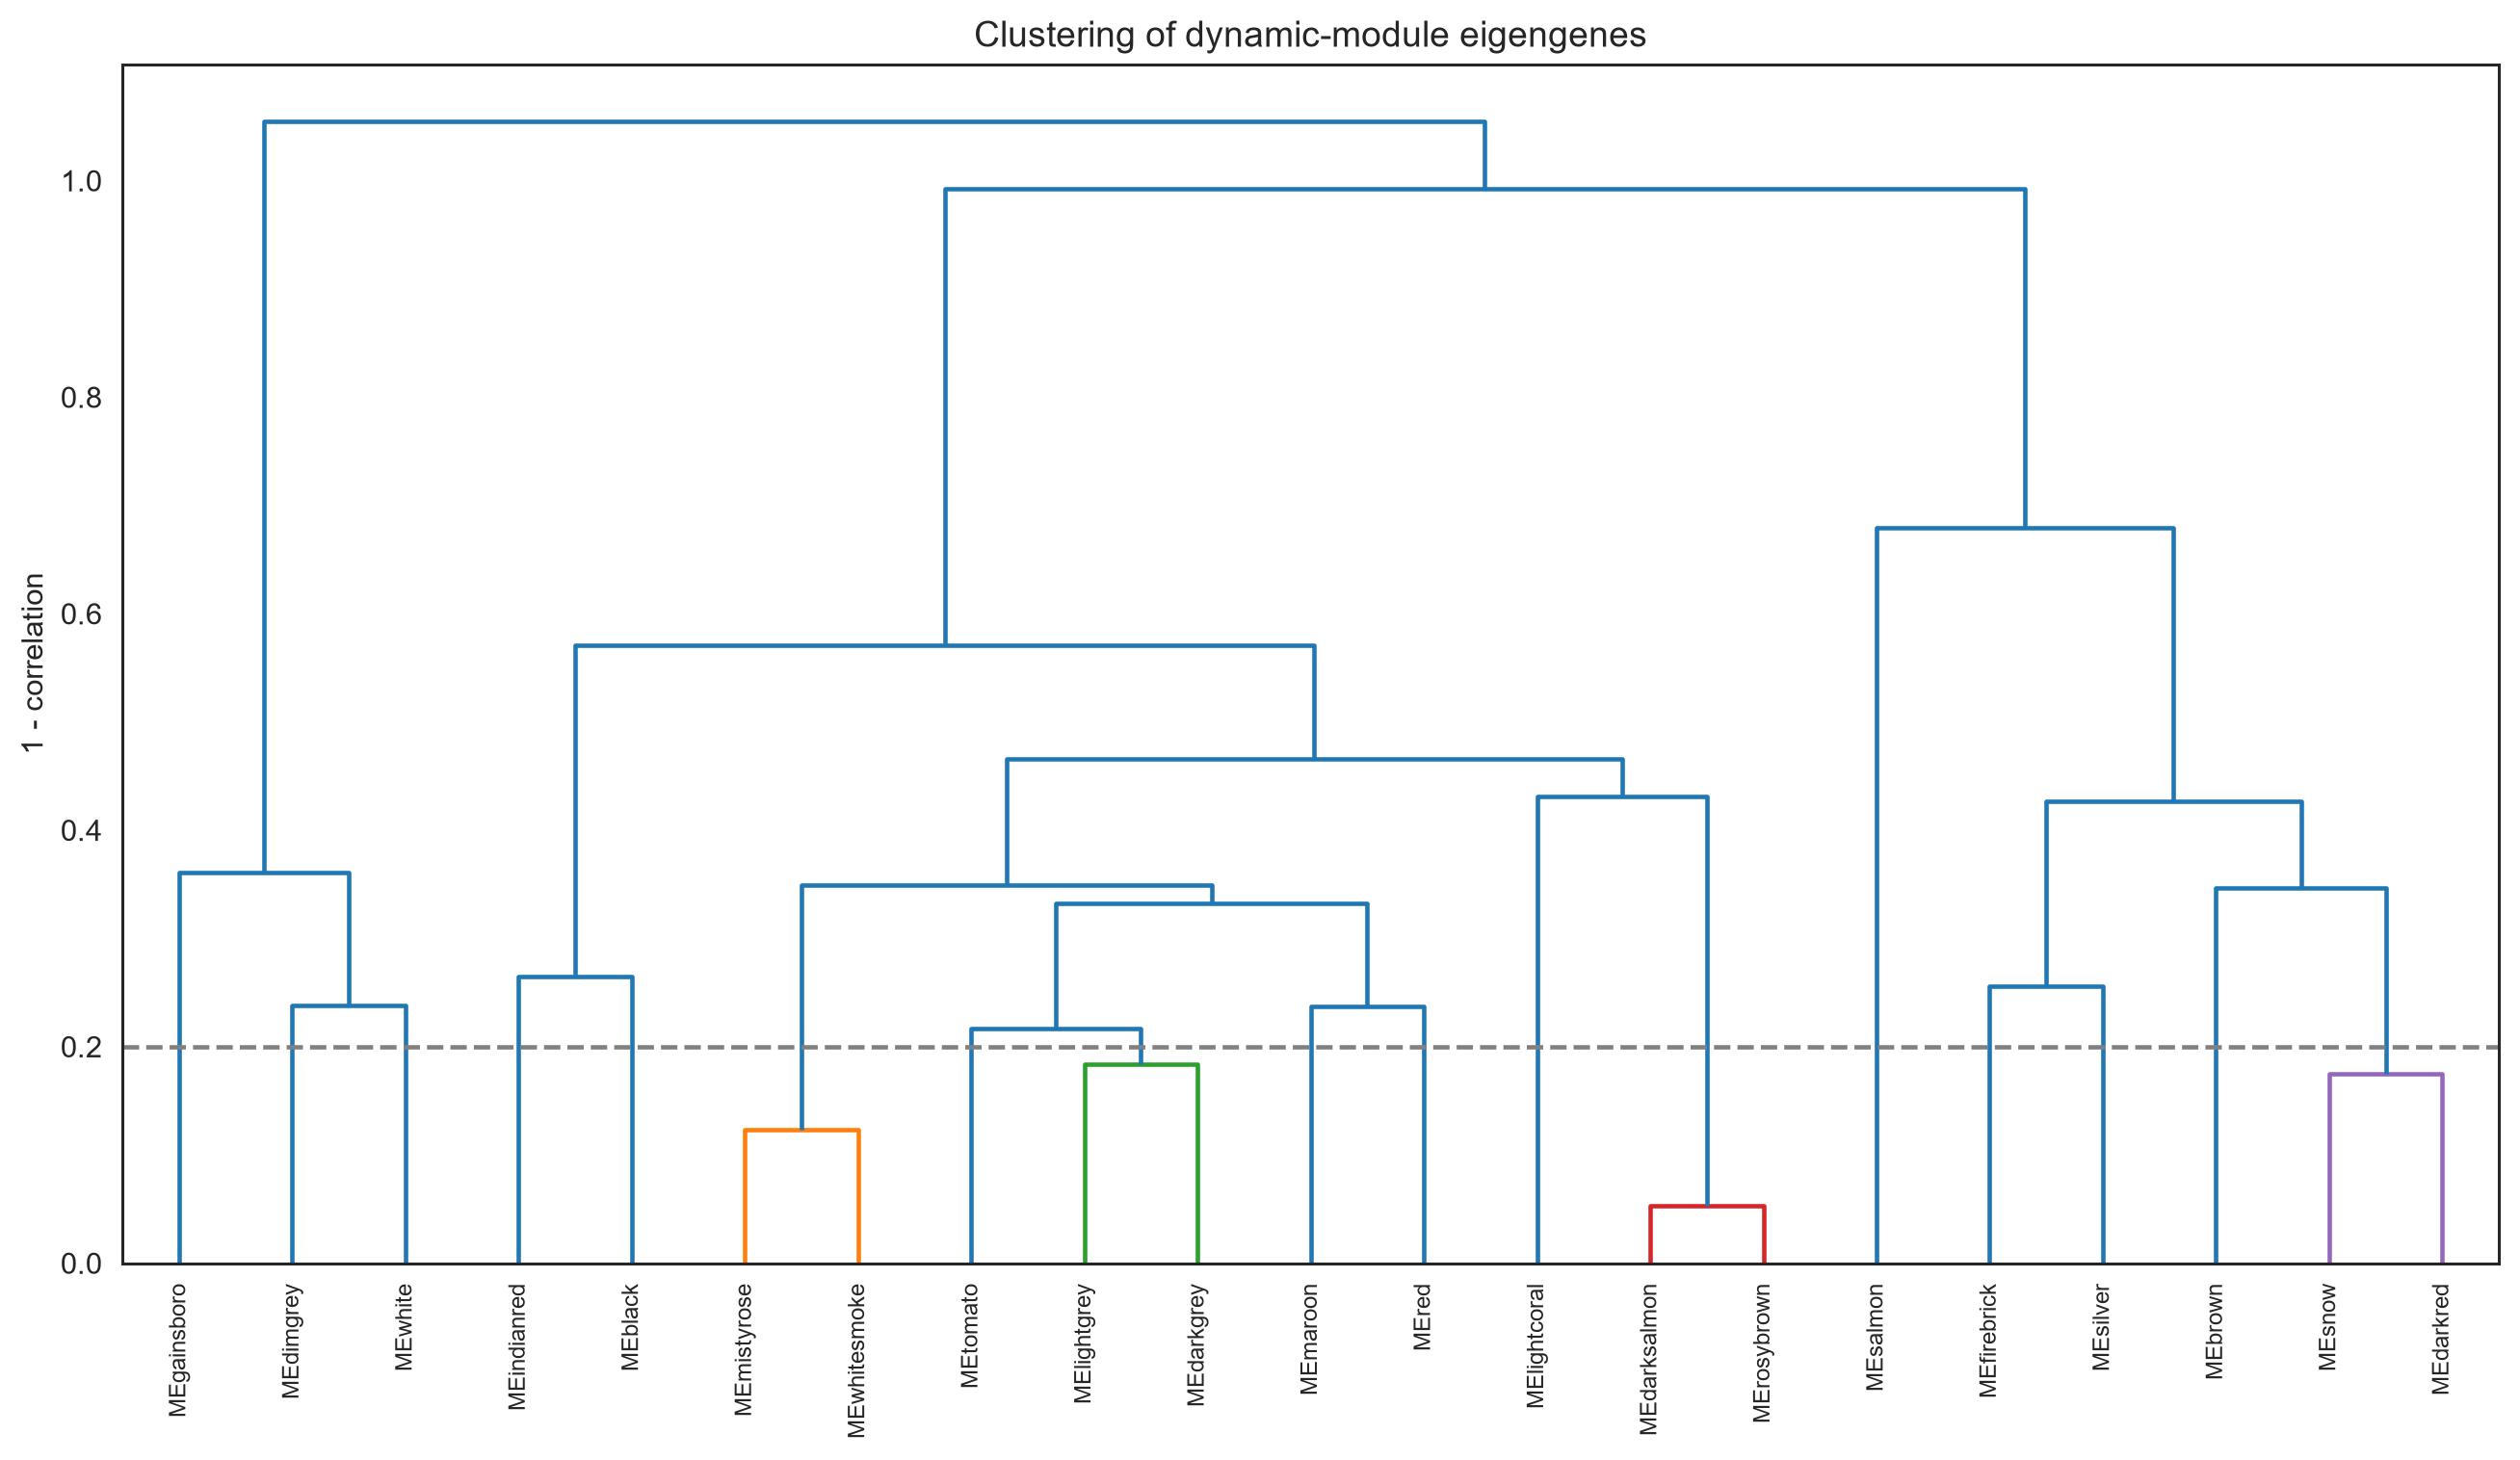 Clustering of dynamic-module eigengenes
1 - correlation
1.0
0.8
0.6
0.4
0.2
0.0
MEgainsboro
MEdimgrey
MEwhite
MEindianred
MEblack
MEmistyrose
MEwhitesmoke
MEtomato
MElightgrey
MEdarkgrey
MEmaroon
MEred
MElightcoral
MEdarksalmon
MErosybrown
MEsalmon
MEfirebrick
MEsilver
MEbrown
MEsnow
MEdarkred